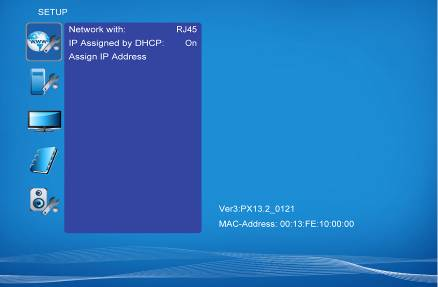 SETUP
www
Network with: RJ45
IP Assigned by DHCP: On
Assign IP Address
Ver3:PX13.2_0121
MAC-Address: 00:13:FE:10:00:00